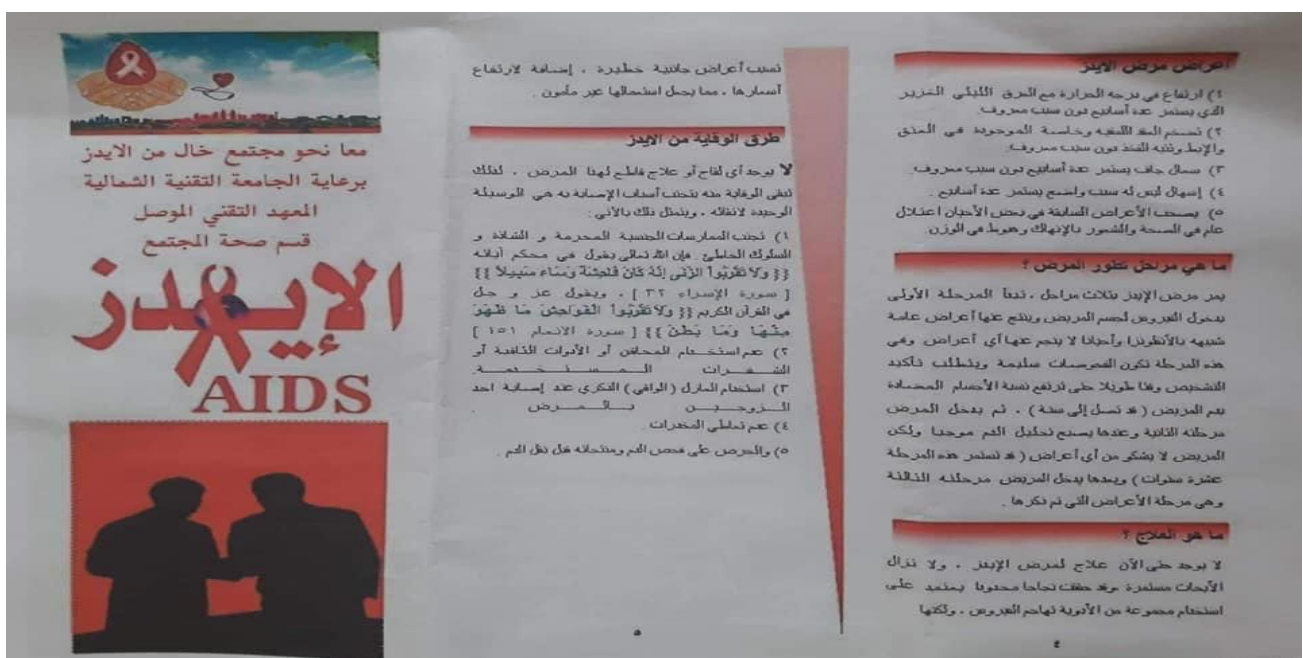 أعراض مرض الايدز
١) ارتفاع في درجه الحرارة مع العرق الليلي الغزير
الذي يستمر عدة أسابيع دون سبب معروف.
٢) تضخم العقد اللمفيه وخاصة الموجودة في العنق
والإبط وثنيه الفخذ دون سبب معروف.
٣) سعال جاف يستمر عدة أسابيع دون سبب معروف.
٤) إسهال ليس له سبب واضح يستمر عدة أسابيع .
٥) يصحب الأعراض السابقة في بعض الأحيان اعتلال
عام في الصحة والشعور بالإنهاك وهبوط في الوزن.
ما هي مراحل تطور المرض ؟
يمر مرض الإيدز بثلاث مراحل ، تبدأ المرحلة الأولى
بدخول الفيروس لجسم المريض وينتج عنها أعراض عامة
شبيهه بالأنفلونزا وأحيانا لا ينجم عنها أي أعراض وفي
هذه المرحلة تكون الفحوصات سليمة ويتطلب تأكيد
التشخيص وقتا طويلا حتى ترتفع نسبة الأجسام المضادة
بدم المريض ( قد تصل إلى سنة ) ، ثم يدخل المرض
مرحلته الثانية وعندها يصبح تحليل الدم موجبا ولكن
المريض لا يشكو من أي أعراض ( قد تستمر هذه المرحلة
عشرة سنوات ) وبعدها يدخل المريض مرحلته الثالثة
وهي مرحلة الأعراض التي تم ذكرها .
ما هو العلاج ؟
لا يوجد حتى الآن علاج لمرض الإيدز ، ولا تزال
الأبحاث مستمرة وقد حققت نجاحا محدودا يعتمد على
استخدام مجموعة من الأدوية تهاجم الفيروس ، ولكنها
٤
تسبب أعراض جانبية خطيرة ، إضافة لارتفاع
أسعارها ، مما يجعل استعمالها غير مأمون .
طرق الوقاية من الايدز
لا يوجد أي لقاح أو علاج قاطع لهذا المرض ، لذلك
تبقى الوقاية منه بتجنب أسباب الإصابة به هي الوسيلة
الوحيدة لاتقائه ، ويتمثل ذلك بالآتي :
١) تجنب الممارسات الجنسية المحرمة و الشاذة و
السلوك الخاطئ . فإن الله تعالى يقول في محكم آياته
{{ وَلا تَقْرَبُواْ الزِّنَى إِنَّهُ كَانَ فَاحِشَةً وَسَاء سَبِيلاً }}
[ سورة الإسراء ٣٢ ] ، ويقول عز و جل
في القرآن الكريم {{ وَلاَ تَقْرَبُواْ الْفَوَاحِشَ مَا ظَهَرَ
مِنْهَا وَمَا بَطَنَ }} [ سورة الانعام ١٥١ ]
٢) عدم استخدام المحاقن أو الأدوات الثاقبة أو
الشفرات المستخدمة
٣) استخدام العازل ( الواقي) الذكري عند إصابة احد
الزوجين بالمرض .
٤) عدم تعاطي المخدرات .
٥) والحرص على فحص الدم ومنتجاته قبل نقل الدم .
٥
معا نحو مجتمع خال من الايدز
برعاية الجامعة التقنية الشمالية
المعهد التقني الموصل
قسم صحة المجتمع
الإيدز
AIDS